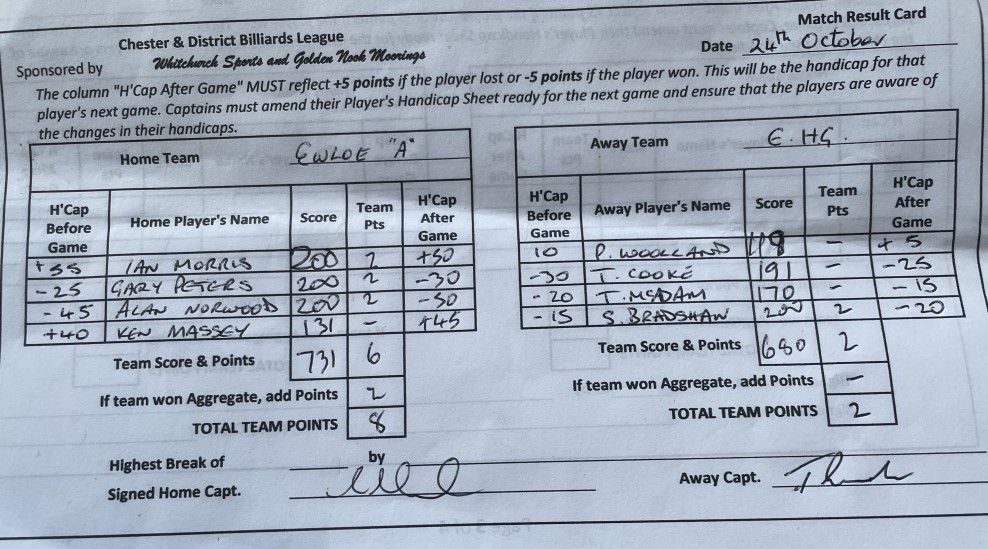 Match Result Card
Chester & District Billiards League
Date 24th October
Sponsored by Whitchurch Sports and Golden Nook Moorings
The column "H'Cap After Game" MUST reflect +5 points if the player lost or -5 points if the player won. This will be the handicap for that
player's next game. Captains must amend their Player's Handicap Sheet ready for the next game and ensure that the players are aware of
the changes in their handicaps.
Home Team EWLOE "A"
H'Cap Before Game Home Player's Name Score Team Pts H'Cap After Game
+55 IAN MORRIS 200 2 +50
-25 GARY PETERS 200 2 -30
-45 ALAN NORWOOD 200 2 -50
+40 KEN MASSEY 131 - +45
Team Score & Points 731 6
If team won Aggregate, add Points 2
TOTAL TEAM POINTS 8
Away Team E.HG.
H'Cap Before Game Away Player's Name Score Team Pts H'Cap After Game
10 P. WOOLLAND 119 - +5
-30 T. COOKE 191 - -25
-20 T. MCADAM 170 - -15
-15 S. BRADSHAW 200 2 -20
Team Score & Points 680 2
If team won Aggregate, add Points -
TOTAL TEAM POINTS 2
Highest Break of by
Signed Home Capt.
Away Capt.